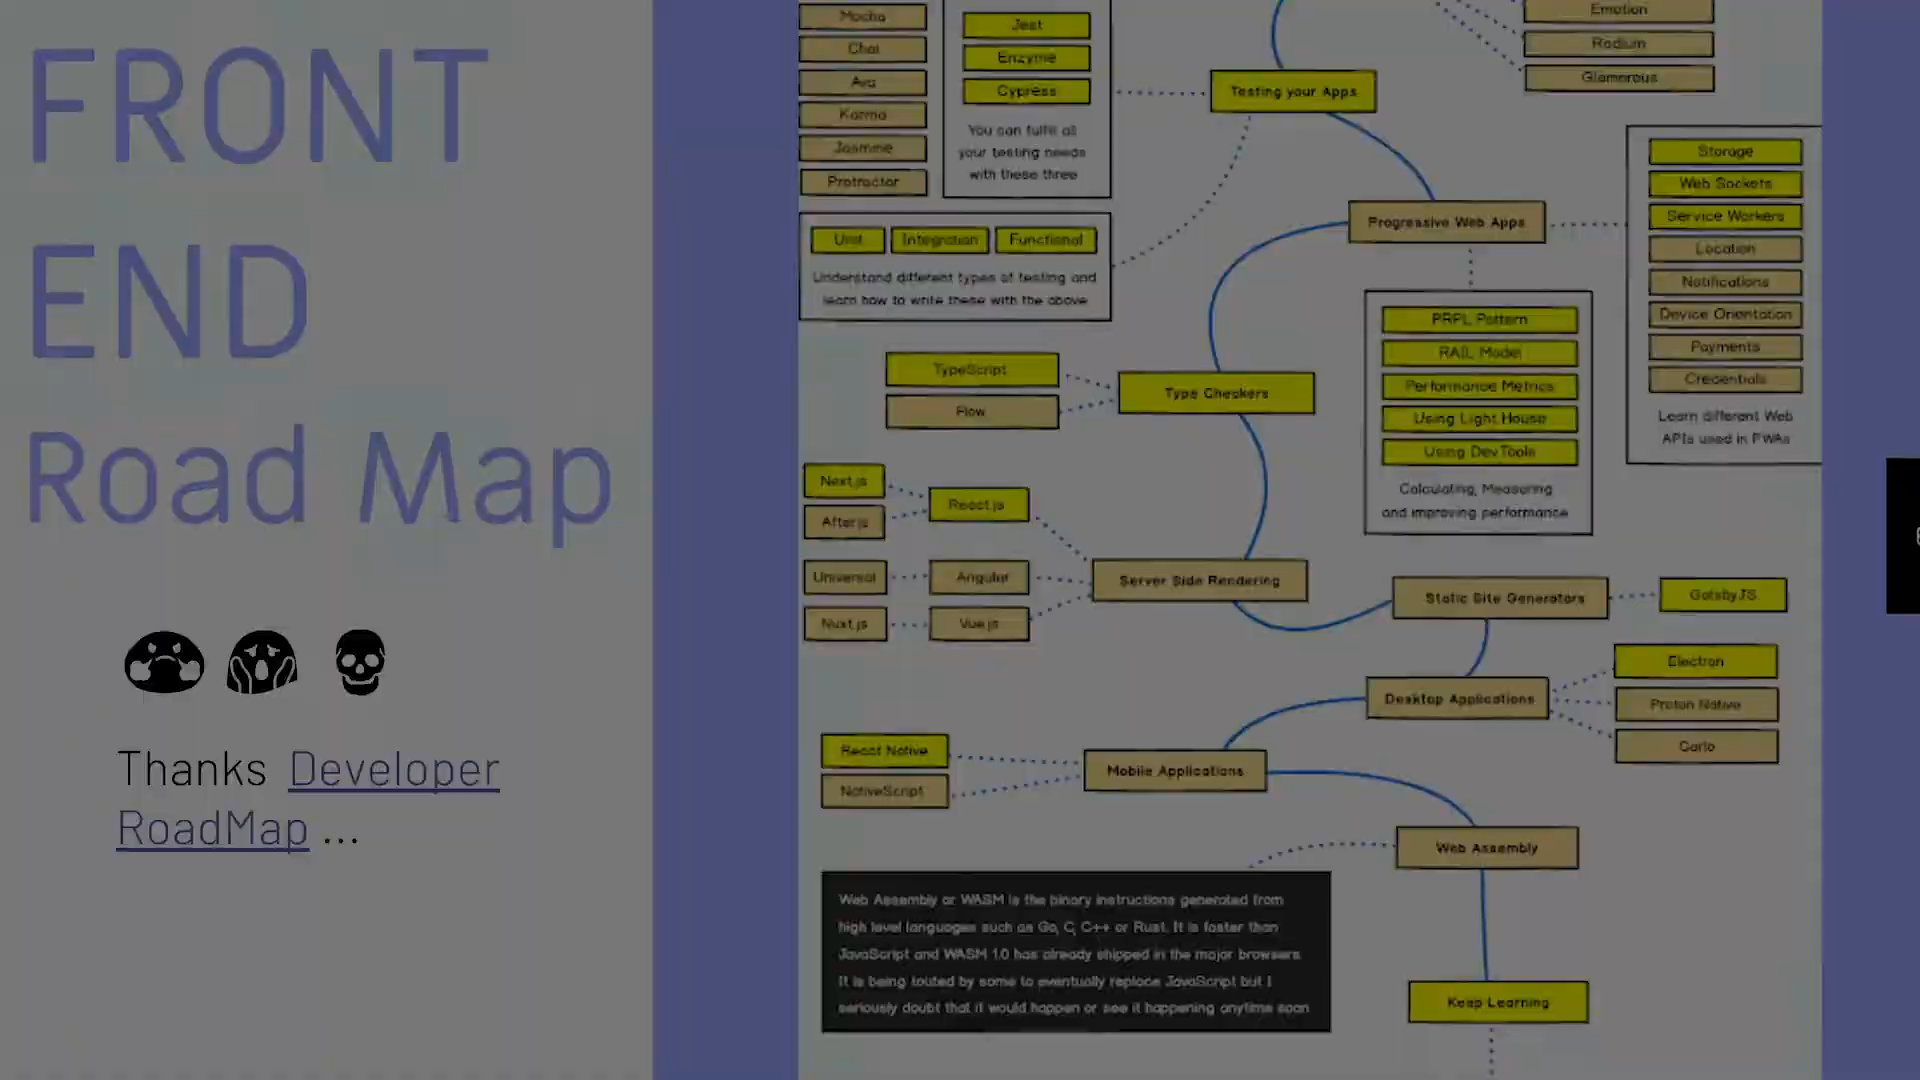 FRONT
END
Road Map
Thanks Developer
RoadMap ...
Mocha
Chai
Ava
Karma
Jasmine
Protractor
Jest
Enzyme
Cypress
You can fulfil all
your testing needs
with these three
Testing your Apps
Emotion
Radium
Glamorous
Unit
Integration
Functional
Understand different types of testing and
learn how to write these with the above
Progressive Web Apps
Storage
Web Sockets
Service Workers
Location
Notifications
Device Orientation
Payments
Credentials
Learn different Web
APIs used in PWAs
PRPL Pattern
RAIL Model
Performance Metrics
Using Light House
Using DevTools
Calculating, Measuring
and improving performance
TypeScript
Flow
Type Checkers
Next.js
After.js
React.js
Universal
Angular
Nuxt.js
Vue.js
Server Side Rendering
Static Site Generators
GatsbyJS
Desktop Applications
Electron
Proton Native
Carlo
React Native
NativeScript
Mobile Applications
Web Assembly
Web Assembly or WASM is the binary instructions generated from
high level languages such as Go, C, C++ or Rust. It is faster than
JavaScript and WASM 1.0 has already shipped in the major browsers.
It is being touted by some to eventually replace JavaScript but I
seriously doubt that it would happen or see it happening anytime soon
Keep Learning